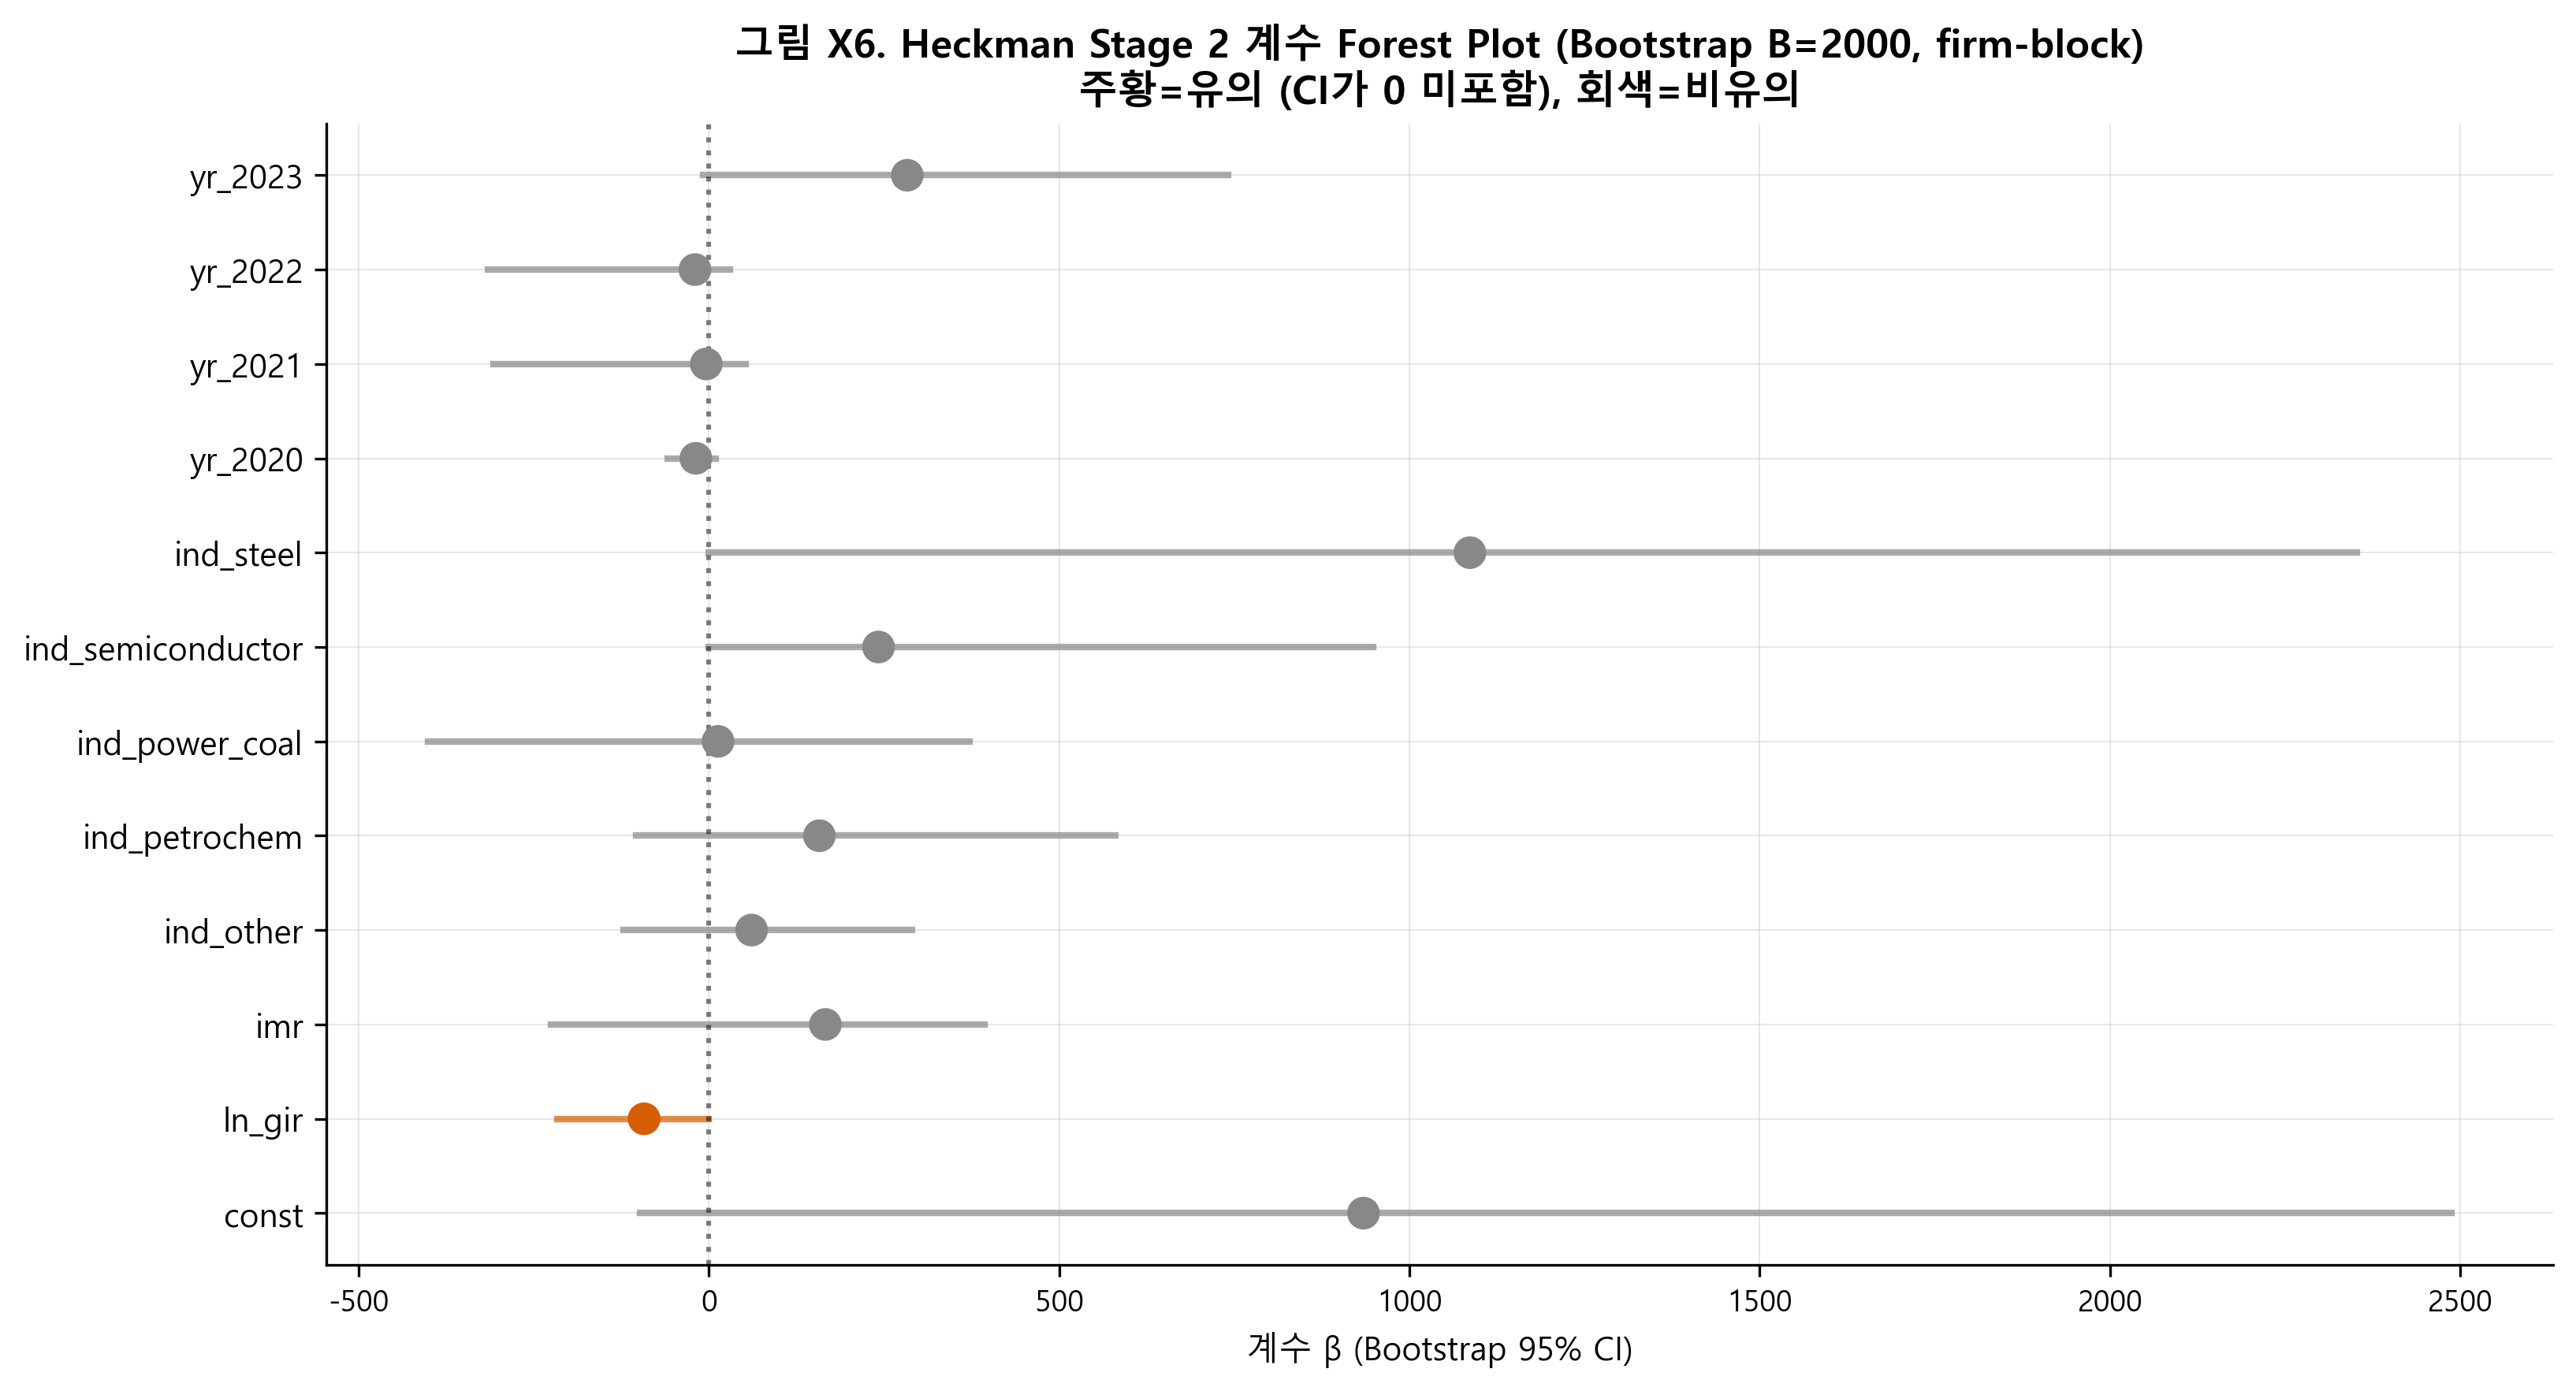 그림 X6. Heckman Stage 2 계수 Forest Plot (Bootstrap B=2000, firm-block)
주황=유의 (CI가 0 미포함), 회색=비유의
yr_2023
yr_2022
yr_2021
yr_2020
ind_steel
ind_semiconductor
ind_power_coal
ind_petrochem
ind_other
imr
ln_gir
const
-500 0 500 1000 1500 2000 2500
계수 β (Bootstrap 95% CI)